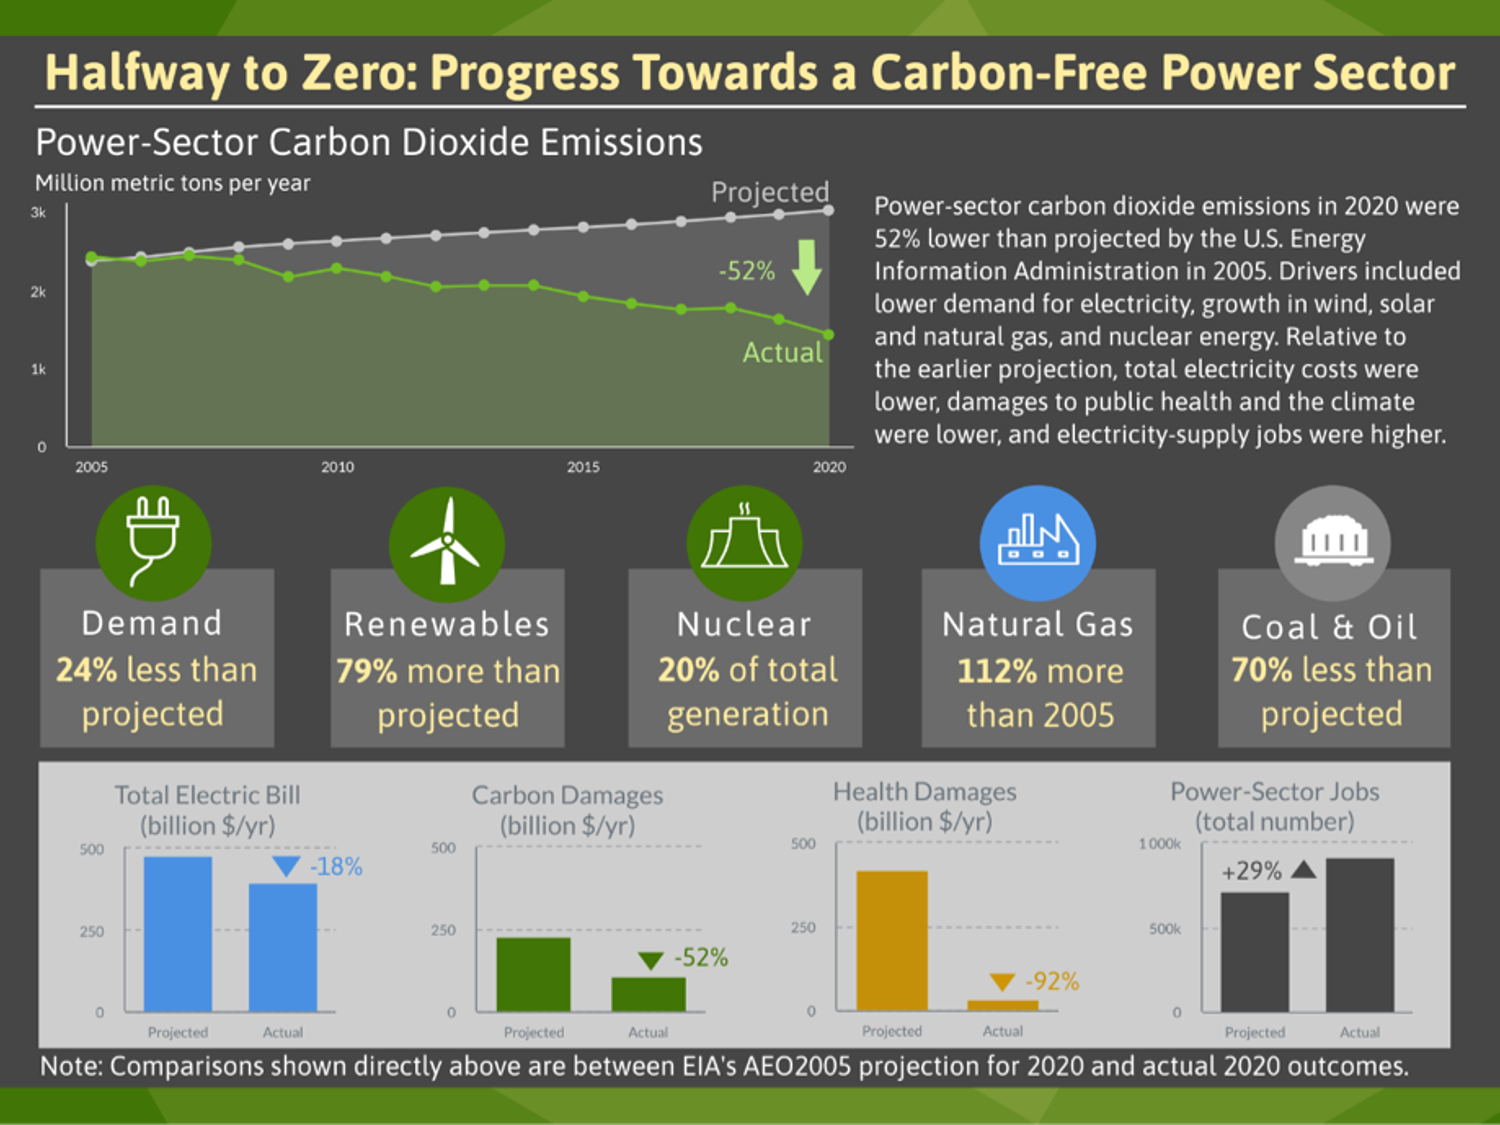 Halfway to Zero: Progress Towards a Carbon-Free Power Sector
Power-Sector Carbon Dioxide Emissions
Million metric tons per year
Projected
3k
2k
1k
0
-52%
Actual
2005
2010
2015
2020
Power-sector carbon dioxide emissions in 2020 were
52% lower than projected by the U.S. Energy
Information Administration in 2005. Drivers included
lower demand for electricity, growth in wind, solar
and natural gas, and nuclear energy. Relative to
the earlier projection, total electricity costs were
lower, damages to public health and the climate
were lower, and electricity-supply jobs were higher.
Demand
24% less than
projected
Renewables
79% more than
projected
Nuclear
20% of total
generation
Natural Gas
112% more
than 2005
Coal & Oil
70% less than
projected
Total Electric Bill
(billion $/yr)
500
250
0
-18%
Projected
Actual
Carbon Damages
(billion $/yr)
500
250
0
-52%
Projected
Actual
Health Damages
(billion $/yr)
500
250
0
-92%
Projected
Actual
Power-Sector Jobs
(total number)
1000k
500k
0
+29%
Projected
Actual
Note: Comparisons shown directly above are between EIA's AEO2005 projection for 2020 and actual 2020 outcomes.